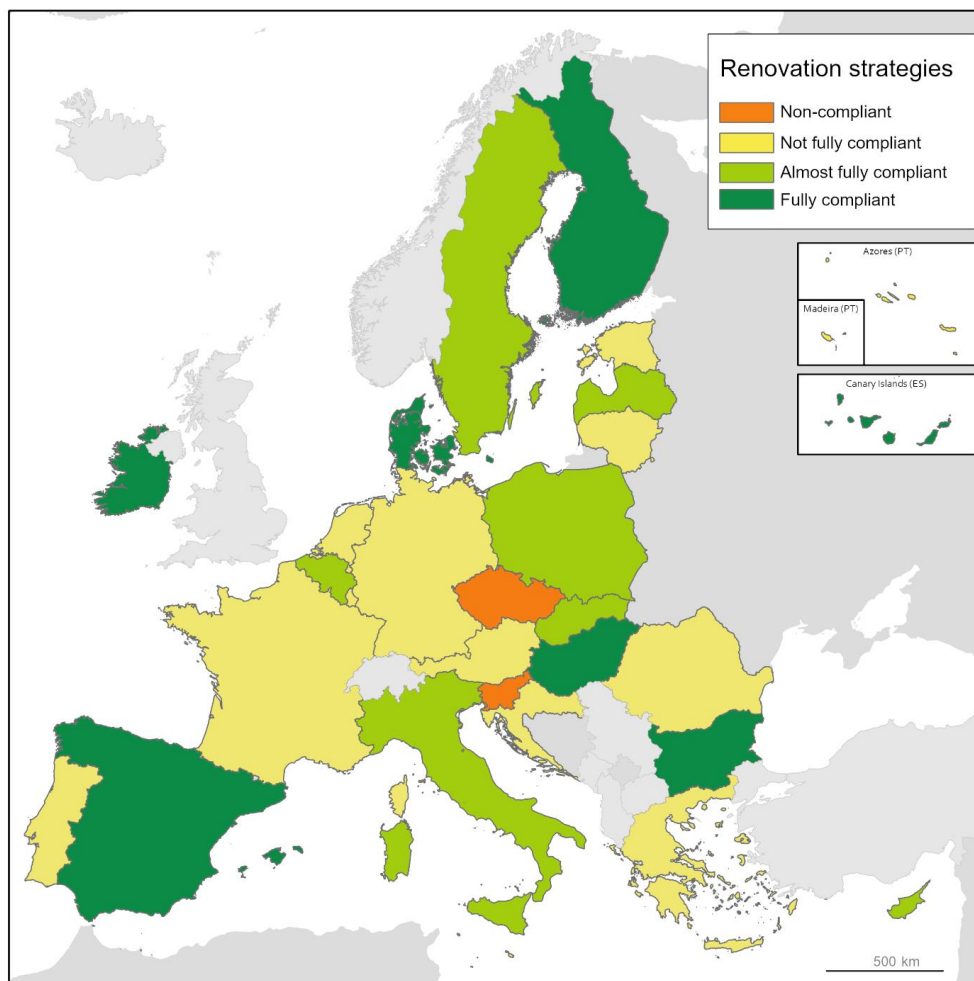 Renovation strategies
Non-compliant
Not fully compliant
Almost fully compliant
Fully compliant
Azores (PT)
Madeira (PT)
Canary Islands (ES)
500 km